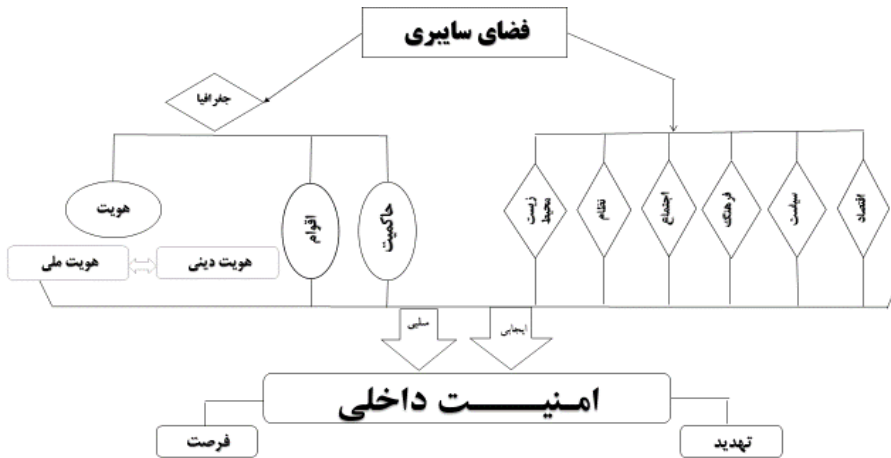 فضای سایبری
جغرافیا
اقتصاد
سیاست
فرهنگ
اجتماع
نظام
محیط زیست
حاکمیت
اقوام
هویت
هویت دینی
هویت ملی
ایجابی
سلبی
امنیـــــــت داخلی
تهدید
فرصت